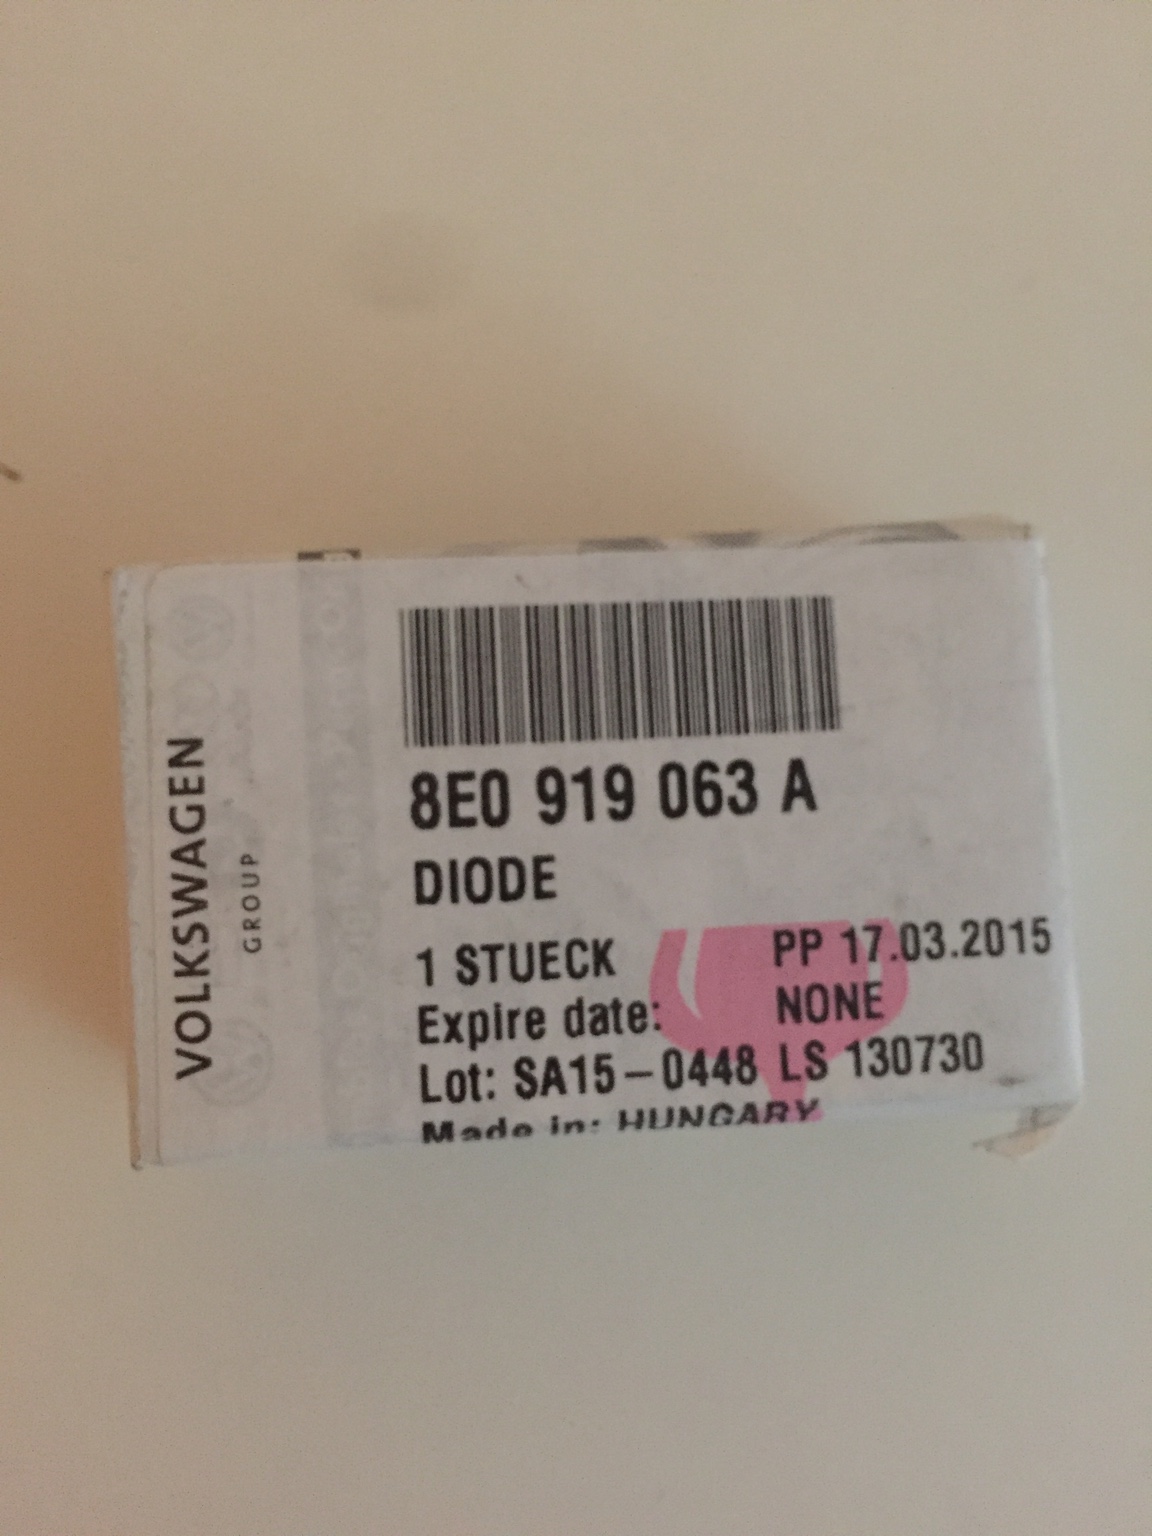 VOLKSWAGEN
GROUP
8E0 919 063 A
DIODE
1 STUECK PP 17.03.2015
Expire date: NONE
Lot: SA15-0448 LS 130730
Made in: HUNGARY